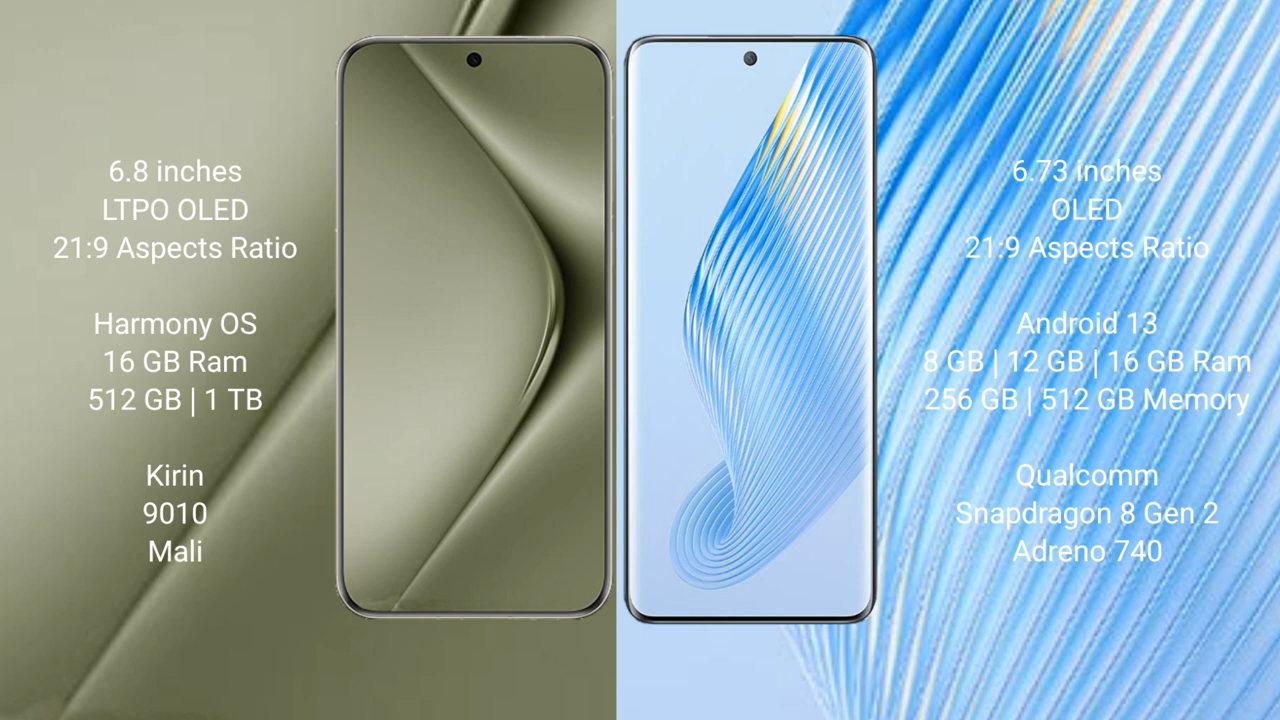 6.8 inches
LTPO OLED
21:9 Aspects Ratio
Harmony OS
16 GB Ram
512 GB | 1 TB
Kirin
9010
Mali
6.73 inches
OLED
21:9 Aspects Ratio
Android 13
8 GB | 12 GB | 16 GB Ram
256 GB | 512 GB Memory
Qualcomm
Snapdragon 8 Gen 2
Adreno 740